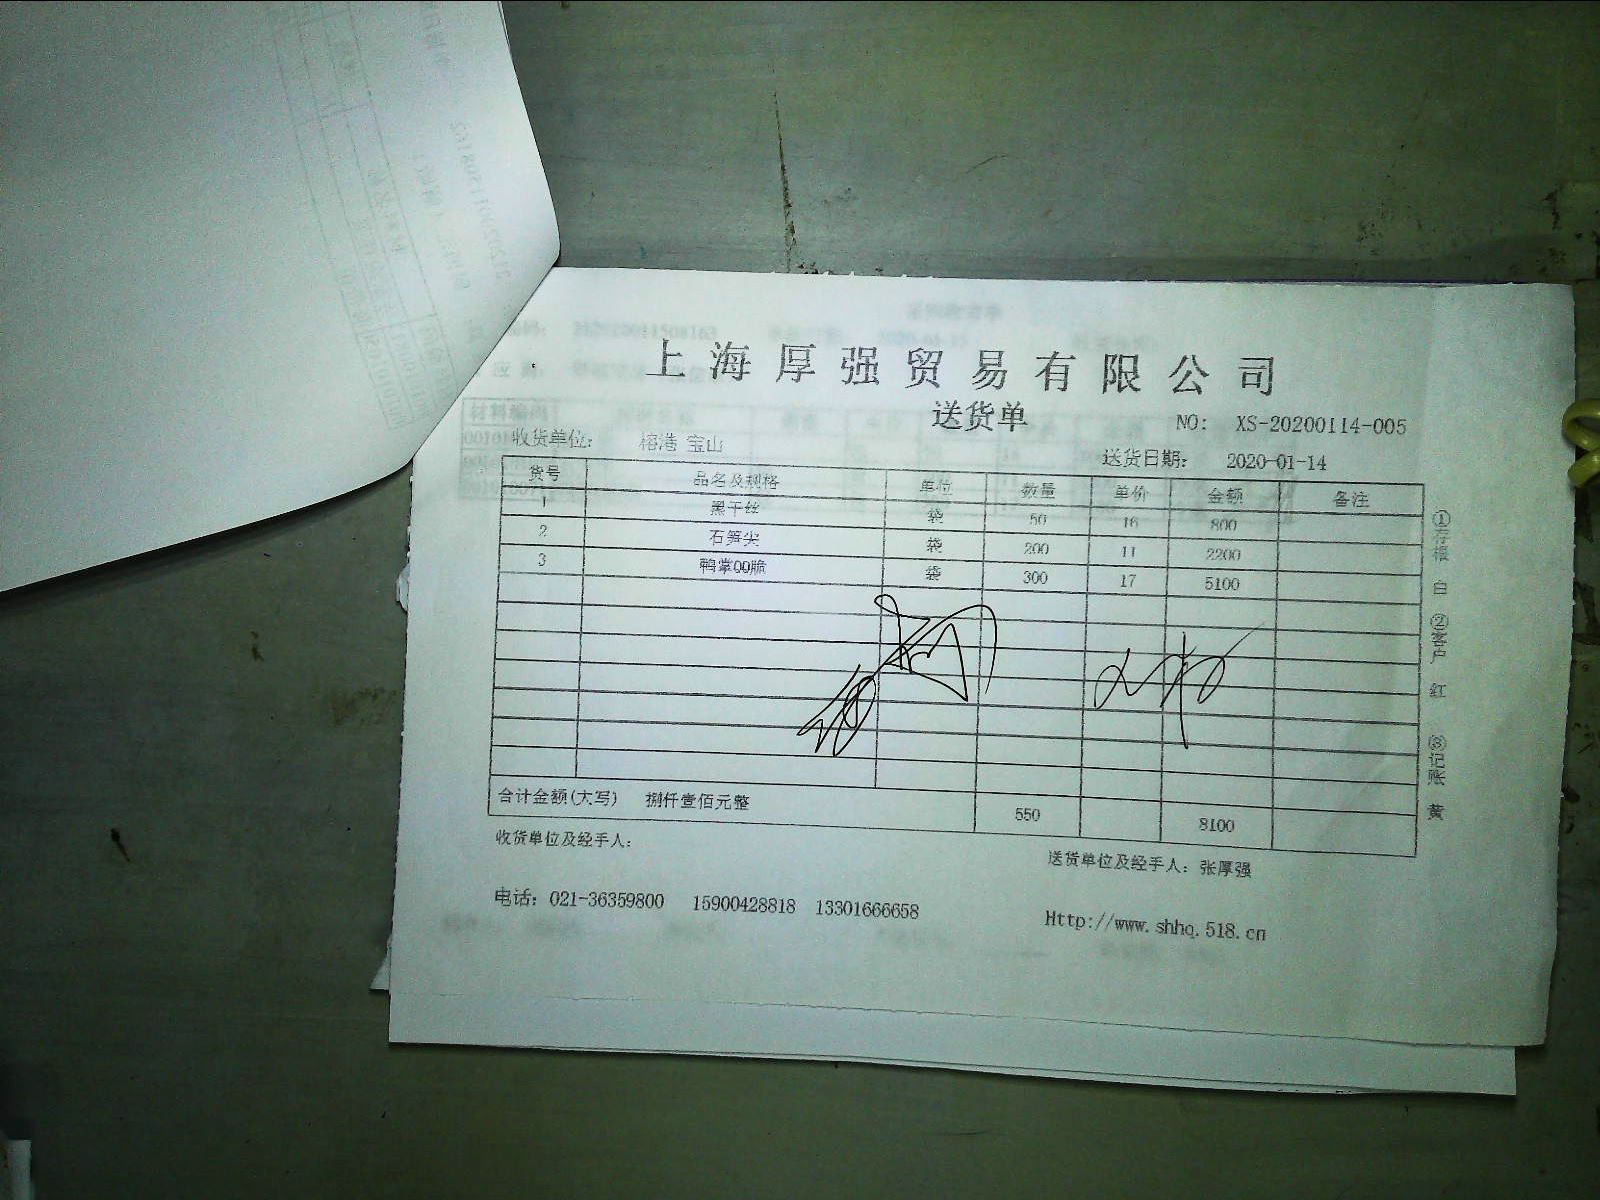 上海厚强贸易有限公司
送货单
NO: XS-20200114-005
收货单位: 榕港 宝山
送货日期: 2020-01-14
货号 品名及规格 单位 数量 单价 金额 备注
1 黑干丝 袋 50 16 800
2 石笋尖 袋 200 11 2200
3 鸭掌QQ脆 袋 300 17 5100
合计金额(大写) 捌仟壹佰元整 550 8100
收货单位及经手人:
送货单位及经手人: 张厚强
电话: 021-36359800 15900428818 13301666658
Http://www.shhq.518.cn
①存根 白 ②客户 红 ③记账 黄